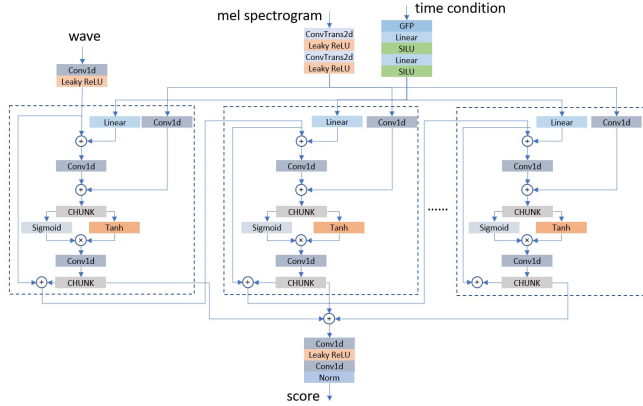 mel spectrogram
time condition
wave
ConvTrans2d
Leaky ReLU
ConvTrans2d
Leaky ReLU
GFP
Linear
SILU
Linear
SILU
Conv1d
Leaky ReLU
Linear
Conv1d
+
Conv1d
+
CHUNK
Sigmoid
Tanh
×
Conv1d
+
CHUNK
Linear
Conv1d
+
Conv1d
+
CHUNK
Sigmoid
Tanh
×
Conv1d
+
CHUNK
......
Linear
Conv1d
+
Conv1d
+
CHUNK
Sigmoid
Tanh
×
Conv1d
+
CHUNK
+
Conv1d
Leaky ReLU
Conv1d
Norm
score